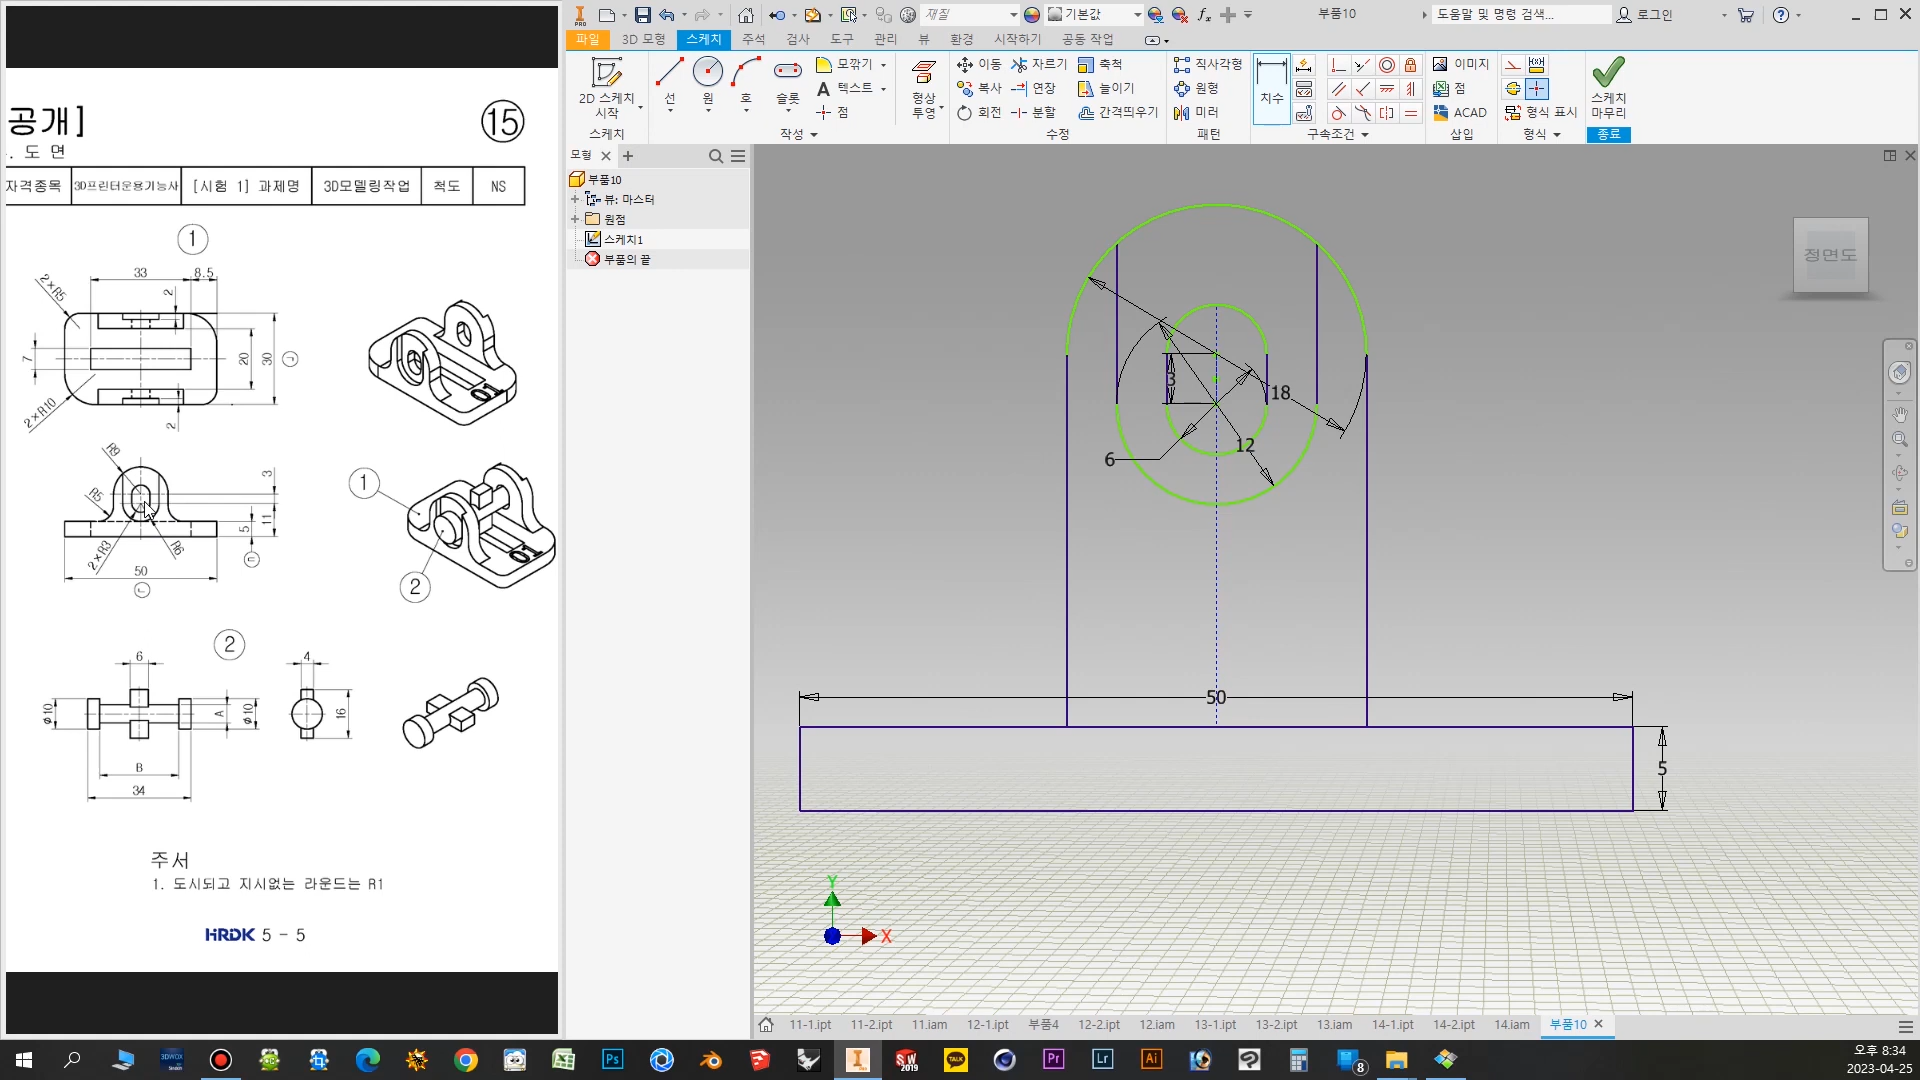 공개]
⑮
. 도 면
자격종목 3D프린터운용기능사 [시험 1] 과제명 3D모델링작업 척도 NS
①
33 8.5
2×R5
2
7
20 30 ㉠
2×R10
2
R9
R5
3
11
5
㉢
2×R3
R6
50
㉡
①
②
②
6
4
⌀10
A
⌀10
16
B
34
주서
1. 도시되고 지시없는 라운드는 R1
HRDK 5 - 5
PRO
재질
기본값
부품10
도움말 및 명령 검색...
로그인
파일 3D 모형 스케치 주석 검사 도구 관리 뷰 환경 시작하기 공동 작업
2D 스케치
시작
선 원 호 슬롯
모깎기
텍스트
점
형상
투영
이동 자르기 축척
복사 연장 늘이기
회전 분할 간격띄우기
직사각형
원형
미러
치수
이미지
점
ACAD
형식 표시
스케치
마무리
스케치 작성 수정 패턴 구속조건 삽입 형식 종료
모형
부품10
뷰: 마스터
원점
스케치1
부품의 끝
정면도
3
18
12
6
50
5
Y
X
11-1.ipt 11-2.ipt 11.iam 12-1.ipt 부품4 12-2.ipt 12.iam 13-1.ipt 13-2.ipt 13.iam 14-1.ipt 14-2.ipt 14.iam 부품10
오후 8:34
2023-04-25